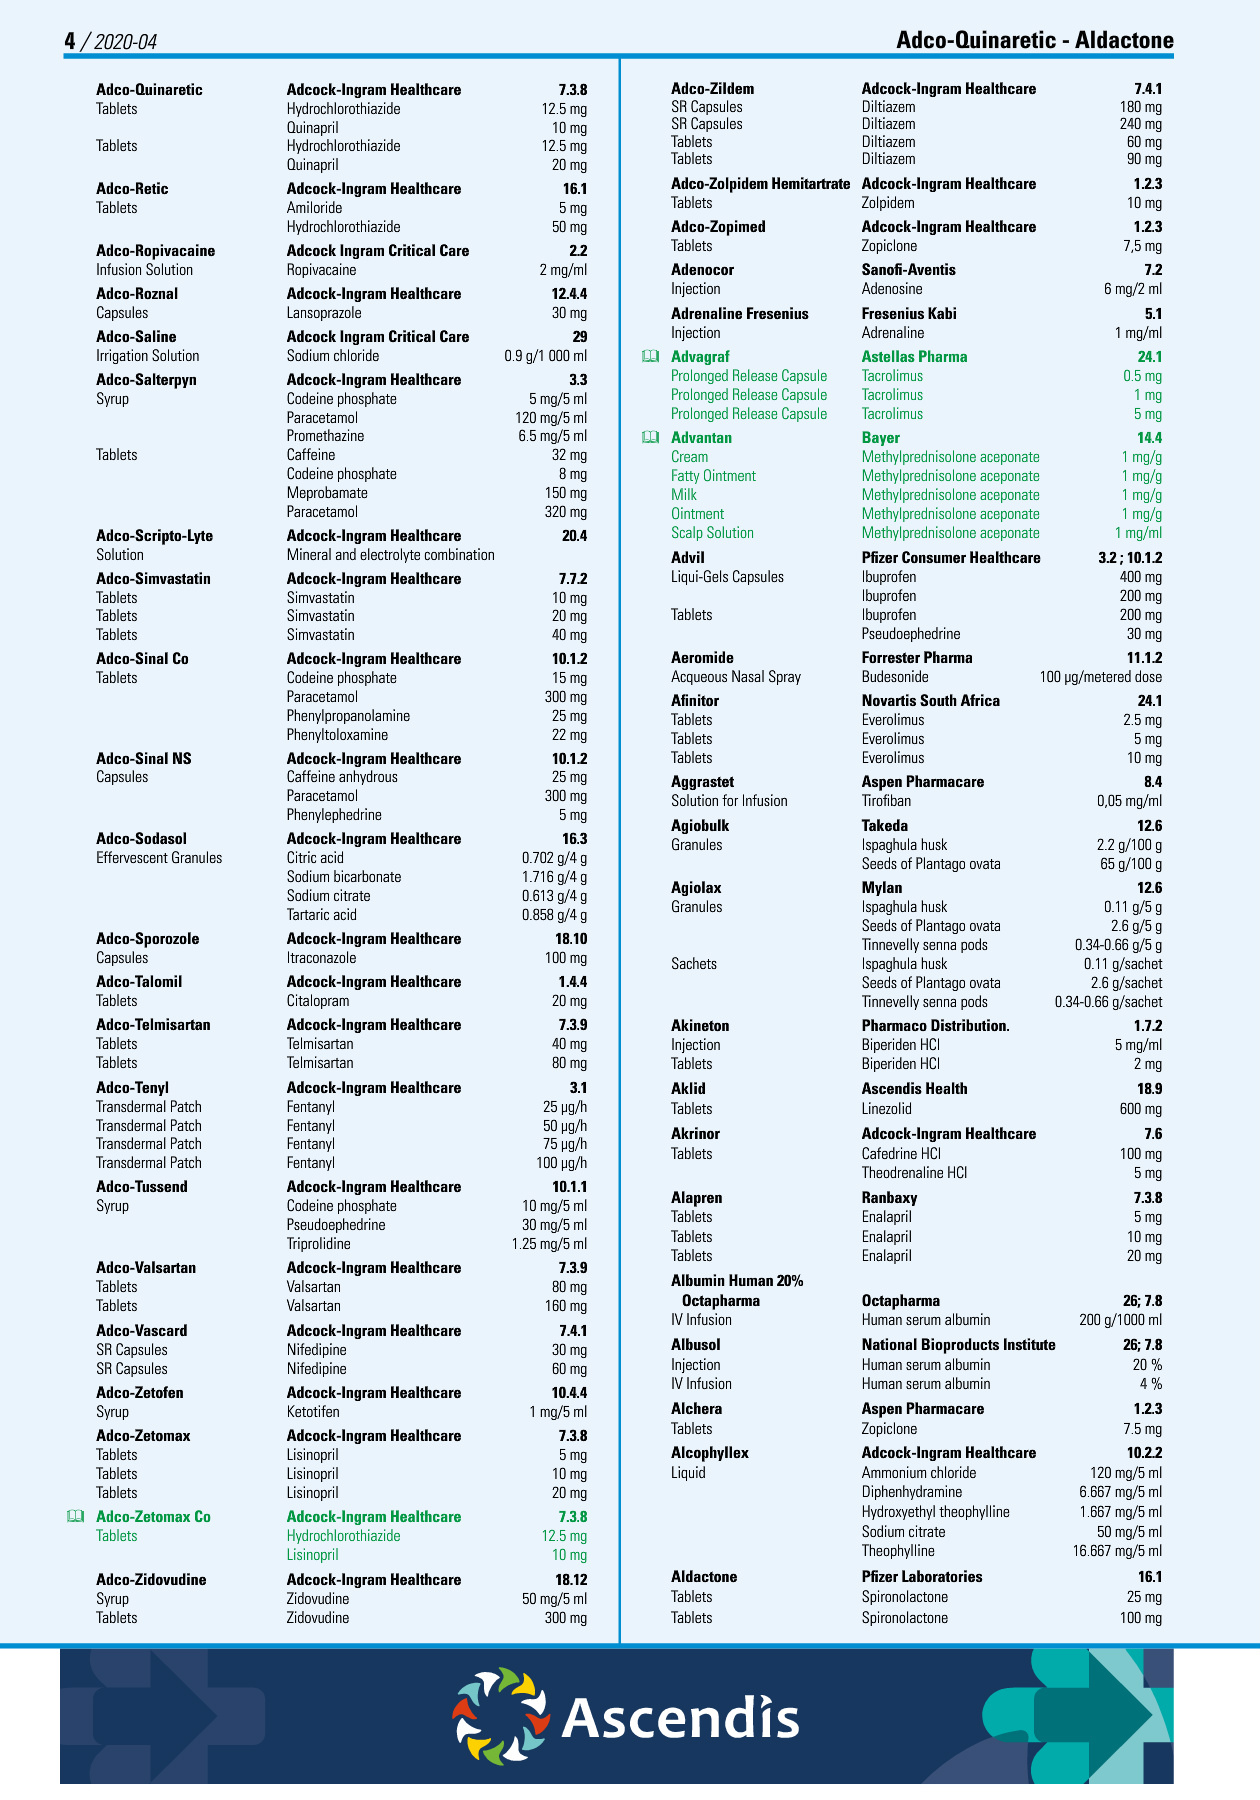 4 / 2020-04
Adco-Quinaretic - Aldactone
Adco-Quinaretic Adcock-Ingram Healthcare 7.3.8
Tablets Hydrochlorothiazide 12.5 mg
Quinapril 10 mg
Tablets Hydrochlorothiazide 12.5 mg
Quinapril 20 mg
Adco-Retic Adcock-Ingram Healthcare 16.1
Tablets Amiloride 5 mg
Hydrochlorothiazide 50 mg
Adco-Ropivacaine Adcock Ingram Critical Care 2.2
Infusion Solution Ropivacaine 2 mg/ml
Adco-Roznal Adcock-Ingram Healthcare 12.4.4
Capsules Lansoprazole 30 mg
Adco-Saline Adcock Ingram Critical Care 29
Irrigation Solution Sodium chloride 0.9 g/1 000 ml
Adco-Salterpyn Adcock-Ingram Healthcare 3.3
Syrup Codeine phosphate 5 mg/5 ml
Paracetamol 120 mg/5 ml
Promethazine 6.5 mg/5 ml
Tablets Caffeine 32 mg
Codeine phosphate 8 mg
Meprobamate 150 mg
Paracetamol 320 mg
Adco-Scripto-Lyte Adcock-Ingram Healthcare 20.4
Solution Mineral and electrolyte combination
Adco-Simvastatin Adcock-Ingram Healthcare 7.7.2
Tablets Simvastatin 10 mg
Tablets Simvastatin 20 mg
Tablets Simvastatin 40 mg
Adco-Sinal Co Adcock-Ingram Healthcare 10.1.2
Tablets Codeine phosphate 15 mg
Paracetamol 300 mg
Phenylpropanolamine 25 mg
Phenyltoloxamine 22 mg
Adco-Sinal NS Adcock-Ingram Healthcare 10.1.2
Capsules Caffeine anhydrous 25 mg
Paracetamol 300 mg
Phenylephedrine 5 mg
Adco-Sodasol Adcock-Ingram Healthcare 16.3
Effervescent Granules Citric acid 0.702 g/4 g
Sodium bicarbonate 1.716 g/4 g
Sodium citrate 0.613 g/4 g
Tartaric acid 0.858 g/4 g
Adco-Sporozole Adcock-Ingram Healthcare 18.10
Capsules Itraconazole 100 mg
Adco-Talomil Adcock-Ingram Healthcare 1.4.4
Tablets Citalopram 20 mg
Adco-Telmisartan Adcock-Ingram Healthcare 7.3.9
Tablets Telmisartan 40 mg
Tablets Telmisartan 80 mg
Adco-Tenyl Adcock-Ingram Healthcare 3.1
Transdermal Patch Fentanyl 25 µg/h
Transdermal Patch Fentanyl 50 µg/h
Transdermal Patch Fentanyl 75 µg/h
Transdermal Patch Fentanyl 100 µg/h
Adco-Tussend Adcock-Ingram Healthcare 10.1.1
Syrup Codeine phosphate 10 mg/5 ml
Pseudoephedrine 30 mg/5 ml
Triprolidine 1.25 mg/5 ml
Adco-Valsartan Adcock-Ingram Healthcare 7.3.9
Tablets Valsartan 80 mg
Tablets Valsartan 160 mg
Adco-Vascard Adcock-Ingram Healthcare 7.4.1
SR Capsules Nifedipine 30 mg
SR Capsules Nifedipine 60 mg
Adco-Zetofen Adcock-Ingram Healthcare 10.4.4
Syrup Ketotifen 1 mg/5 ml
Adco-Zetomax Adcock-Ingram Healthcare 7.3.8
Tablets Lisinopril 5 mg
Tablets Lisinopril 10 mg
Tablets Lisinopril 20 mg
Adco-Zetomax Co Adcock-Ingram Healthcare 7.3.8
Tablets Hydrochlorothiazide 12.5 mg
Lisinopril 10 mg
Adco-Zidovudine Adcock-Ingram Healthcare 18.12
Syrup Zidovudine 50 mg/5 ml
Tablets Zidovudine 300 mg
Adco-Zildem Adcock-Ingram Healthcare 7.4.1
SR Capsules Diltiazem 180 mg
SR Capsules Diltiazem 240 mg
Tablets Diltiazem 60 mg
Tablets Diltiazem 90 mg
Adco-Zolpidem Hemitartrate Adcock-Ingram Healthcare 1.2.3
Tablets Zolpidem 10 mg
Adco-Zopimed Adcock-Ingram Healthcare 1.2.3
Tablets Zopiclone 7,5 mg
Adenocor Sanofi-Aventis 7.2
Injection Adenosine 6 mg/2 ml
Adrenaline Fresenius Fresenius Kabi 5.1
Injection Adrenaline 1 mg/ml
Advagraf Astellas Pharma 24.1
Prolonged Release Capsule Tacrolimus 0.5 mg
Prolonged Release Capsule Tacrolimus 1 mg
Prolonged Release Capsule Tacrolimus 5 mg
Advantan Bayer 14.4
Cream Methylprednisolone aceponate 1 mg/g
Fatty Ointment Methylprednisolone aceponate 1 mg/g
Milk Methylprednisolone aceponate 1 mg/g
Ointment Methylprednisolone aceponate 1 mg/g
Scalp Solution Methylprednisolone aceponate 1 mg/ml
Advil Pfizer Consumer Healthcare 3.2 ; 10.1.2
Liqui-Gels Capsules Ibuprofen 400 mg
Ibuprofen 200 mg
Tablets Ibuprofen 200 mg
Pseudoephedrine 30 mg
Aeromide Forrester Pharma 11.1.2
Acqueous Nasal Spray Budesonide 100 µg/metered dose
Afinitor Novartis South Africa 24.1
Tablets Everolimus 2.5 mg
Tablets Everolimus 5 mg
Tablets Everolimus 10 mg
Aggrastet Aspen Pharmacare 8.4
Solution for Infusion Tirofiban 0,05 mg/ml
Agiobulk Takeda 12.6
Granules Ispaghula husk 2.2 g/100 g
Seeds of Plantago ovata 65 g/100 g
Agiolax Mylan 12.6
Granules Ispaghula husk 0.11 g/5 g
Seeds of Plantago ovata 2.6 g/5 g
Tinnevelly senna pods 0.34-0.66 g/5 g
Sachets Ispaghula husk 0.11 g/sachet
Seeds of Plantago ovata 2.6 g/sachet
Tinnevelly senna pods 0.34-0.66 g/sachet
Akineton Pharmaco Distribution. 1.7.2
Injection Biperiden HCl 5 mg/ml
Tablets Biperiden HCl 2 mg
Aklid Ascendis Health 18.9
Tablets Linezolid 600 mg
Akrinor Adcock-Ingram Healthcare 7.6
Tablets Cafedrine HCl 100 mg
Theodrenaline HCl 5 mg
Alapren Ranbaxy 7.3.8
Tablets Enalapril 5 mg
Tablets Enalapril 10 mg
Tablets Enalapril 20 mg
Albumin Human 20%
Octapharma Octapharma 26; 7.8
IV Infusion Human serum albumin 200 g/1000 ml
Albusol National Bioproducts Institute 26; 7.8
Injection Human serum albumin 20 %
IV Infusion Human serum albumin 4 %
Alchera Aspen Pharmacare 1.2.3
Tablets Zopiclone 7.5 mg
Alcophyllex Adcock-Ingram Healthcare 10.2.2
Liquid Ammonium chloride 120 mg/5 ml
Diphenhydramine 6.667 mg/5 ml
Hydroxyethyl theophylline 1.667 mg/5 ml
Sodium citrate 50 mg/5 ml
Theophylline 16.667 mg/5 ml
Aldactone Pfizer Laboratories 16.1
Tablets Spironolactone 25 mg
Tablets Spironolactone 100 mg
Ascendis